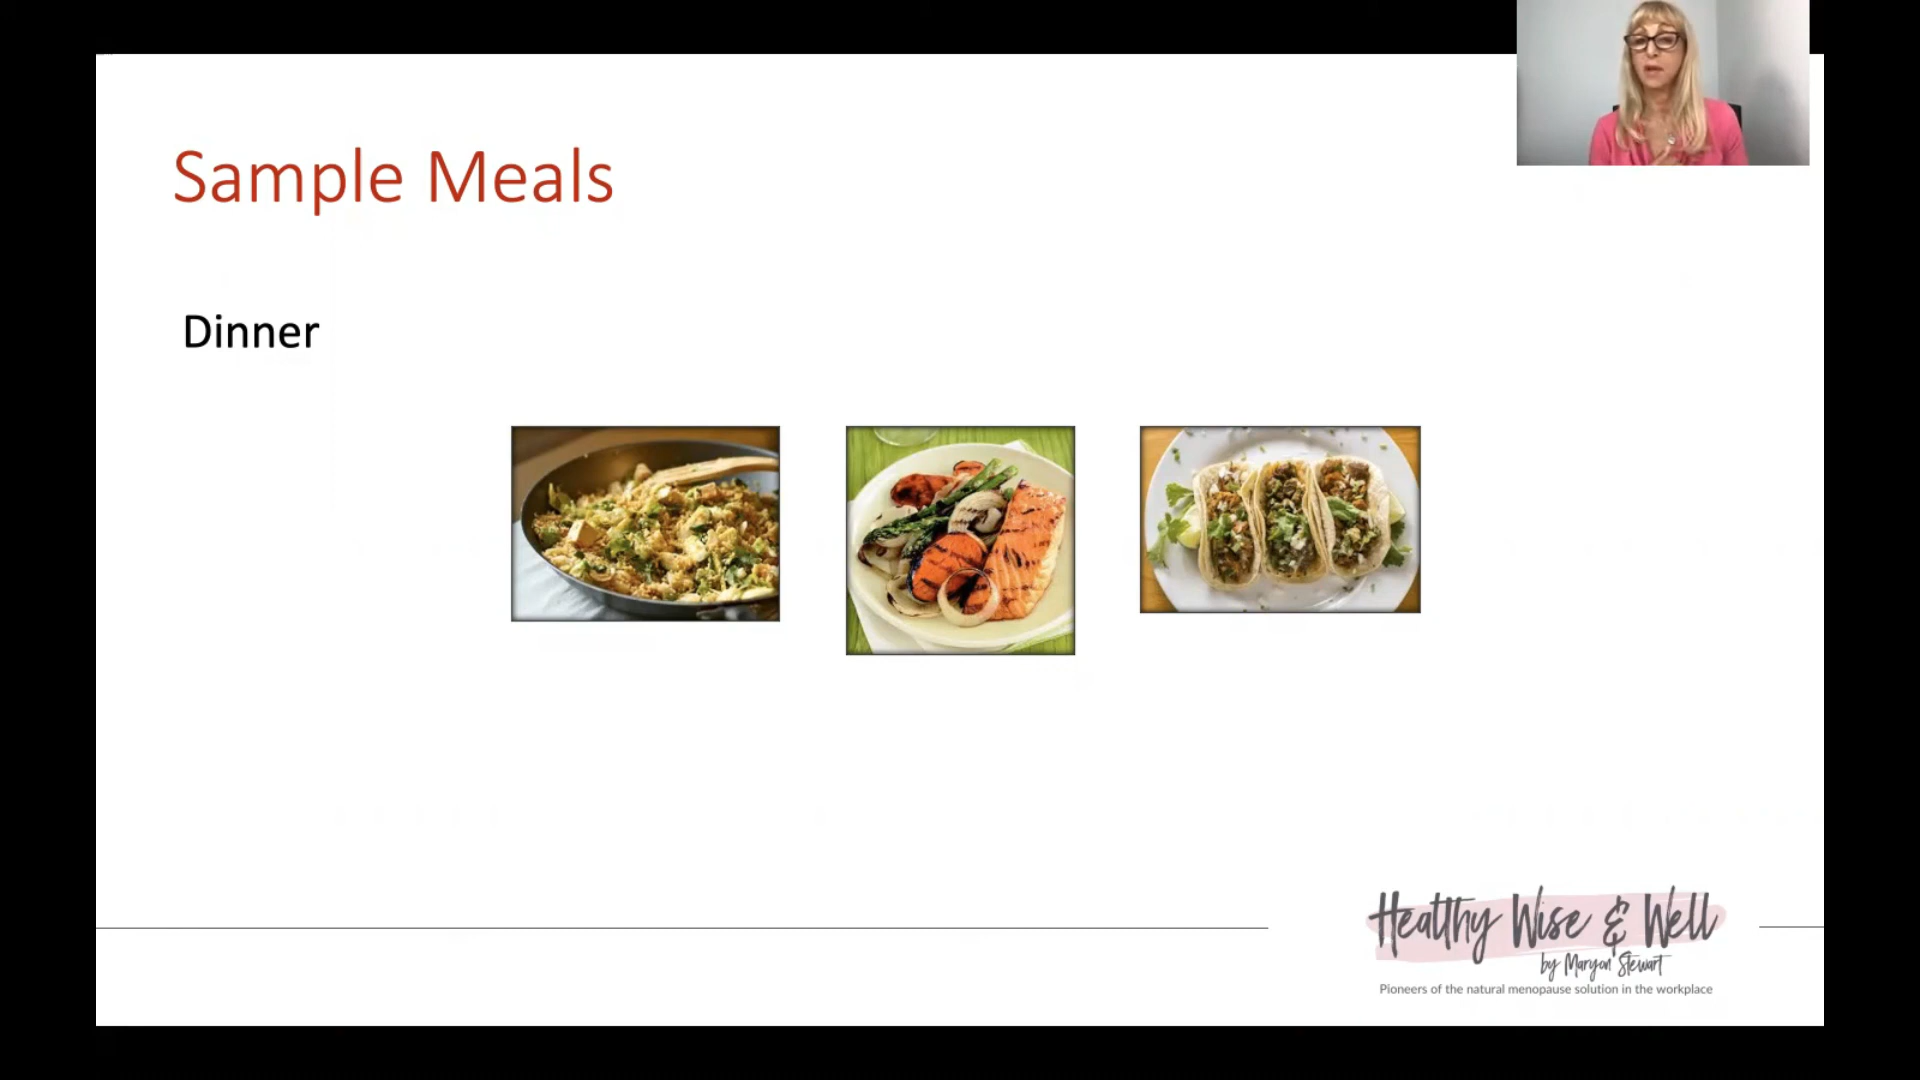 Sample Meals
Dinner
Healthy Wise & Well
by Maryon Stewart
Pioneers of the natural menopause solution in the workplace